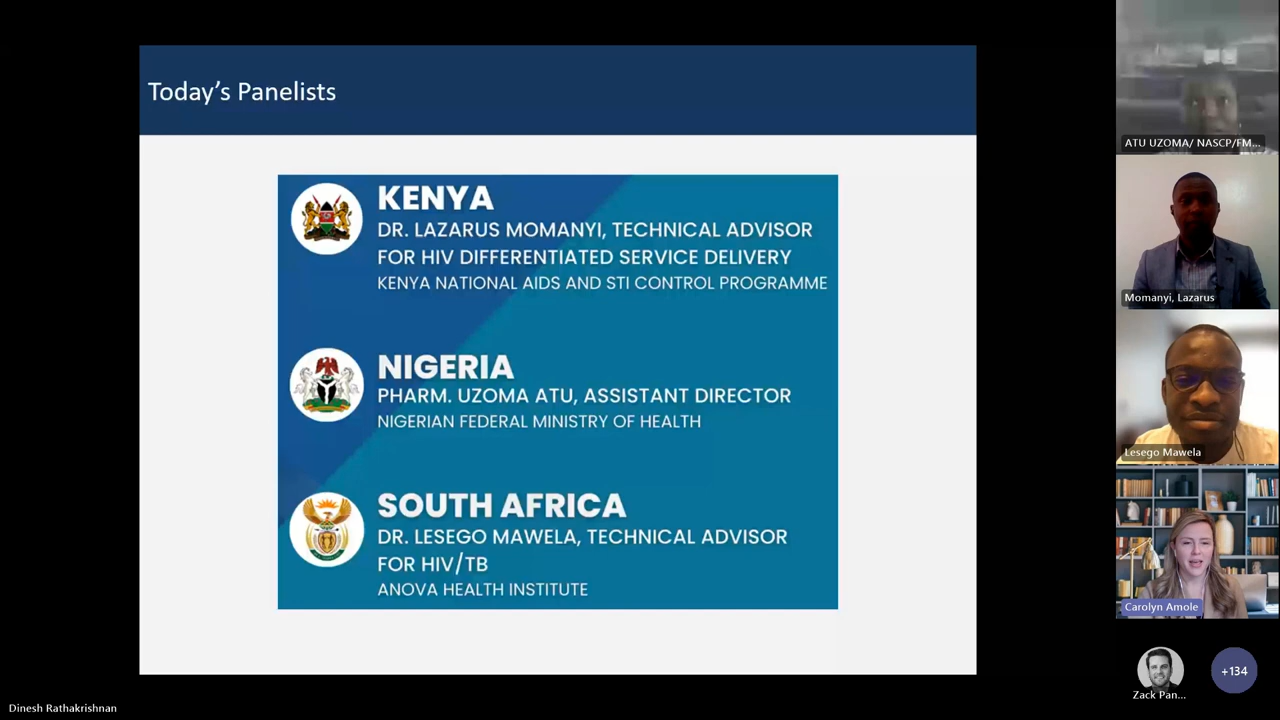 Today's Panelists
KENYA
DR. LAZARUS MOMANYI, TECHNICAL ADVISOR
FOR HIV DIFFERENTIATED SERVICE DELIVERY
KENYA NATIONAL AIDS AND STI CONTROL PROGRAMME
NIGERIA
PHARM. UZOMA ATU, ASSISTANT DIRECTOR
NIGERIAN FEDERAL MINISTRY OF HEALTH
SOUTH AFRICA
DR. LESEGO MAWELA, TECHNICAL ADVISOR
FOR HIV/TB
ANOVA HEALTH INSTITUTE
ATU UZOMA/ NASCP/FM...
Momanyi, Lazarus
Lesego Mawela
Carolyn Amole
Zack Pan...
+134
Dinesh Rathakrishnan